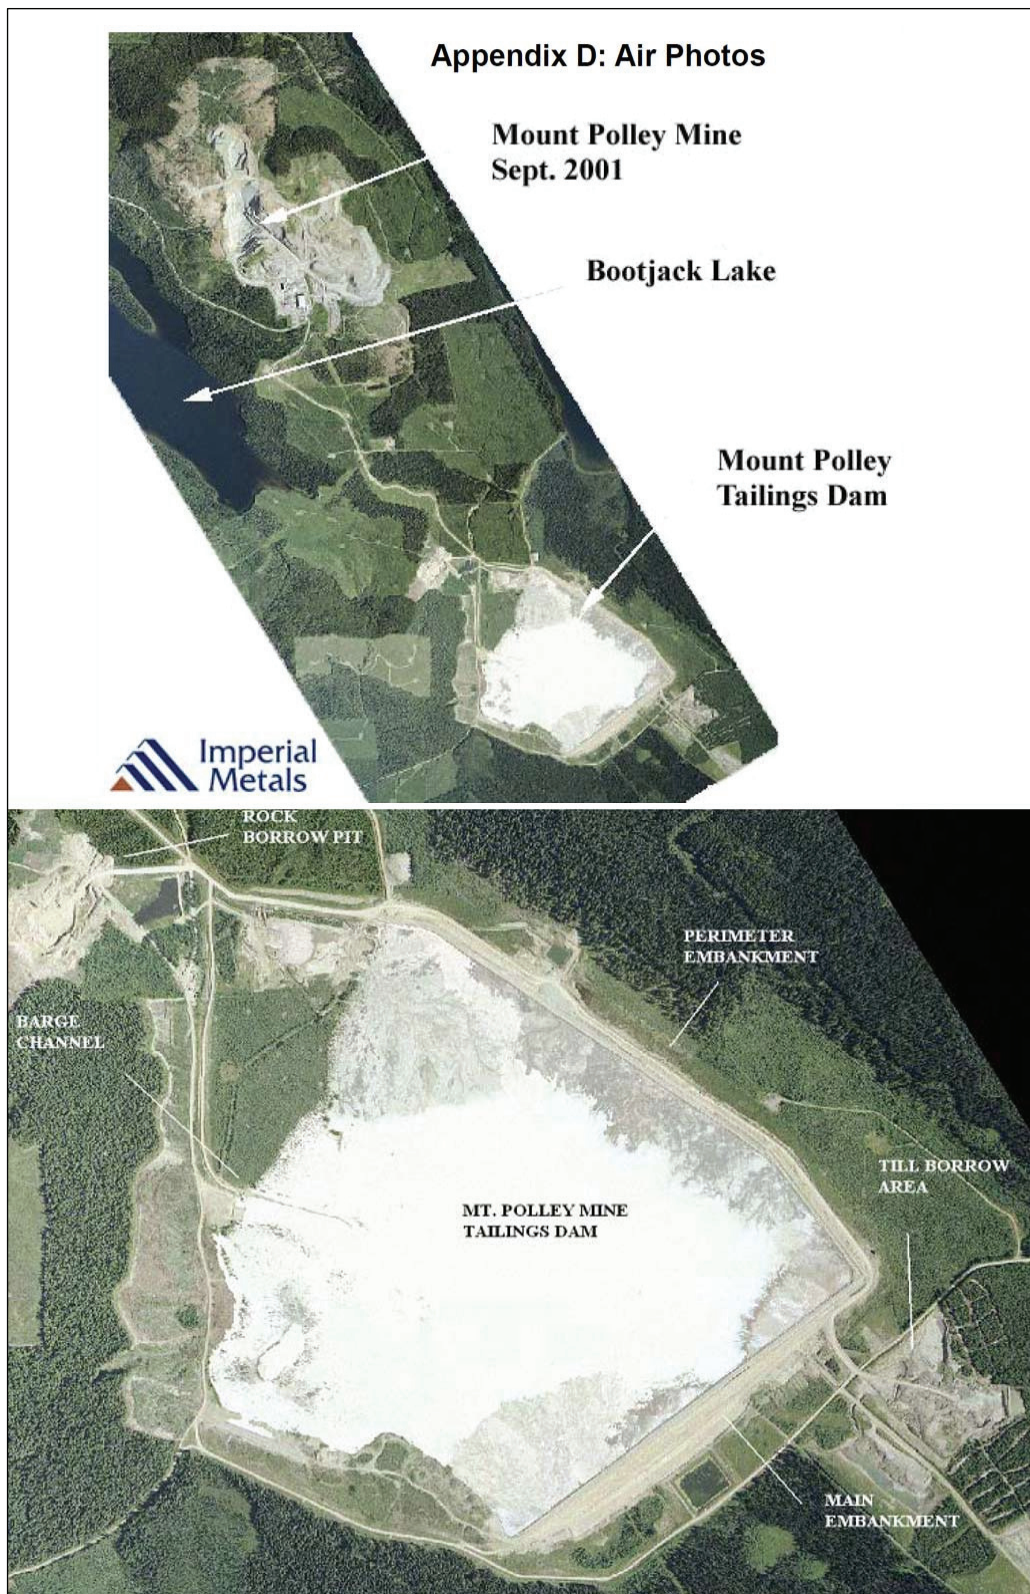 Appendix D: Air Photos
Mount Polley Mine
Sept. 2001
Bootjack Lake
Mount Polley
Tailings Dam
Imperial
Metals
ROCK
BORROW PIT
PERIMETER
EMBANKMENT
BARGE
CHANNEL
TILL BORROW
AREA
MT. POLLEY MINE
TAILINGS DAM
MAIN
EMBANKMENT